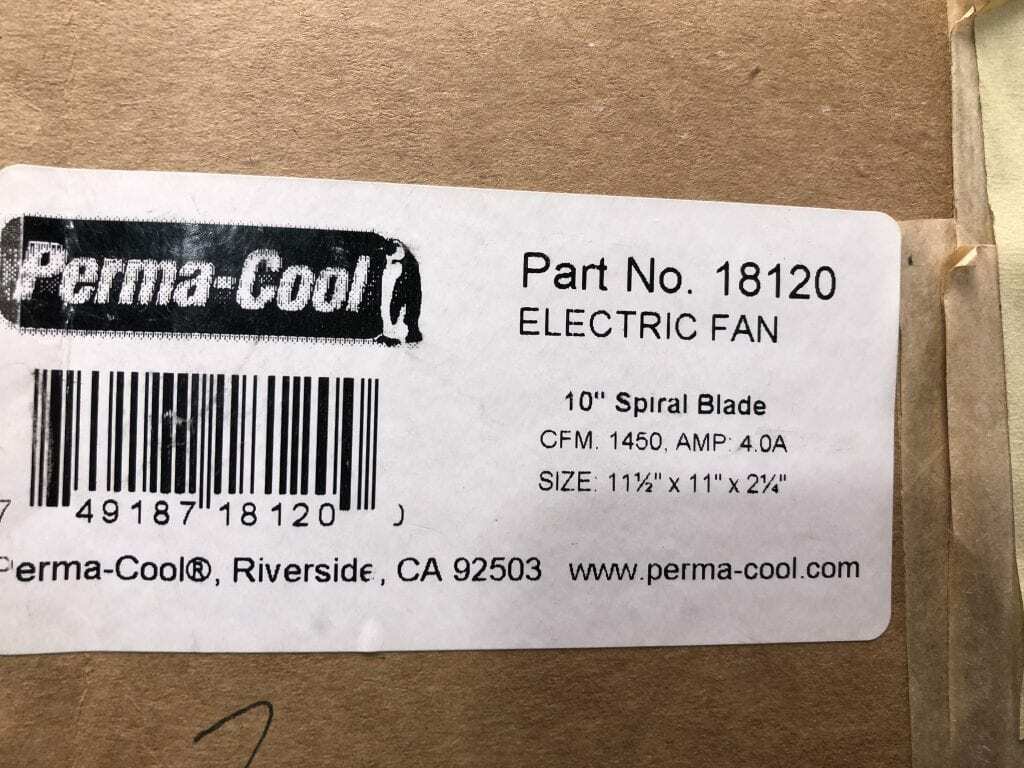 Perma-Cool
Part No. 18120
ELECTRIC FAN
10" Spiral Blade
CFM. 1450, AMP: 4.0A
SIZE: 11½" x 11" x 2¼"
7 49187 18120
Perma-Cool®, Riverside, CA 92503 www.perma-cool.com